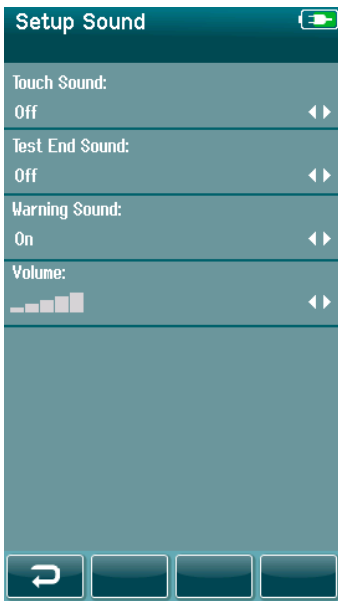 Setup Sound
Touch Sound:
Off
Test End Sound:
Off
Warning Sound:
On
Volume: